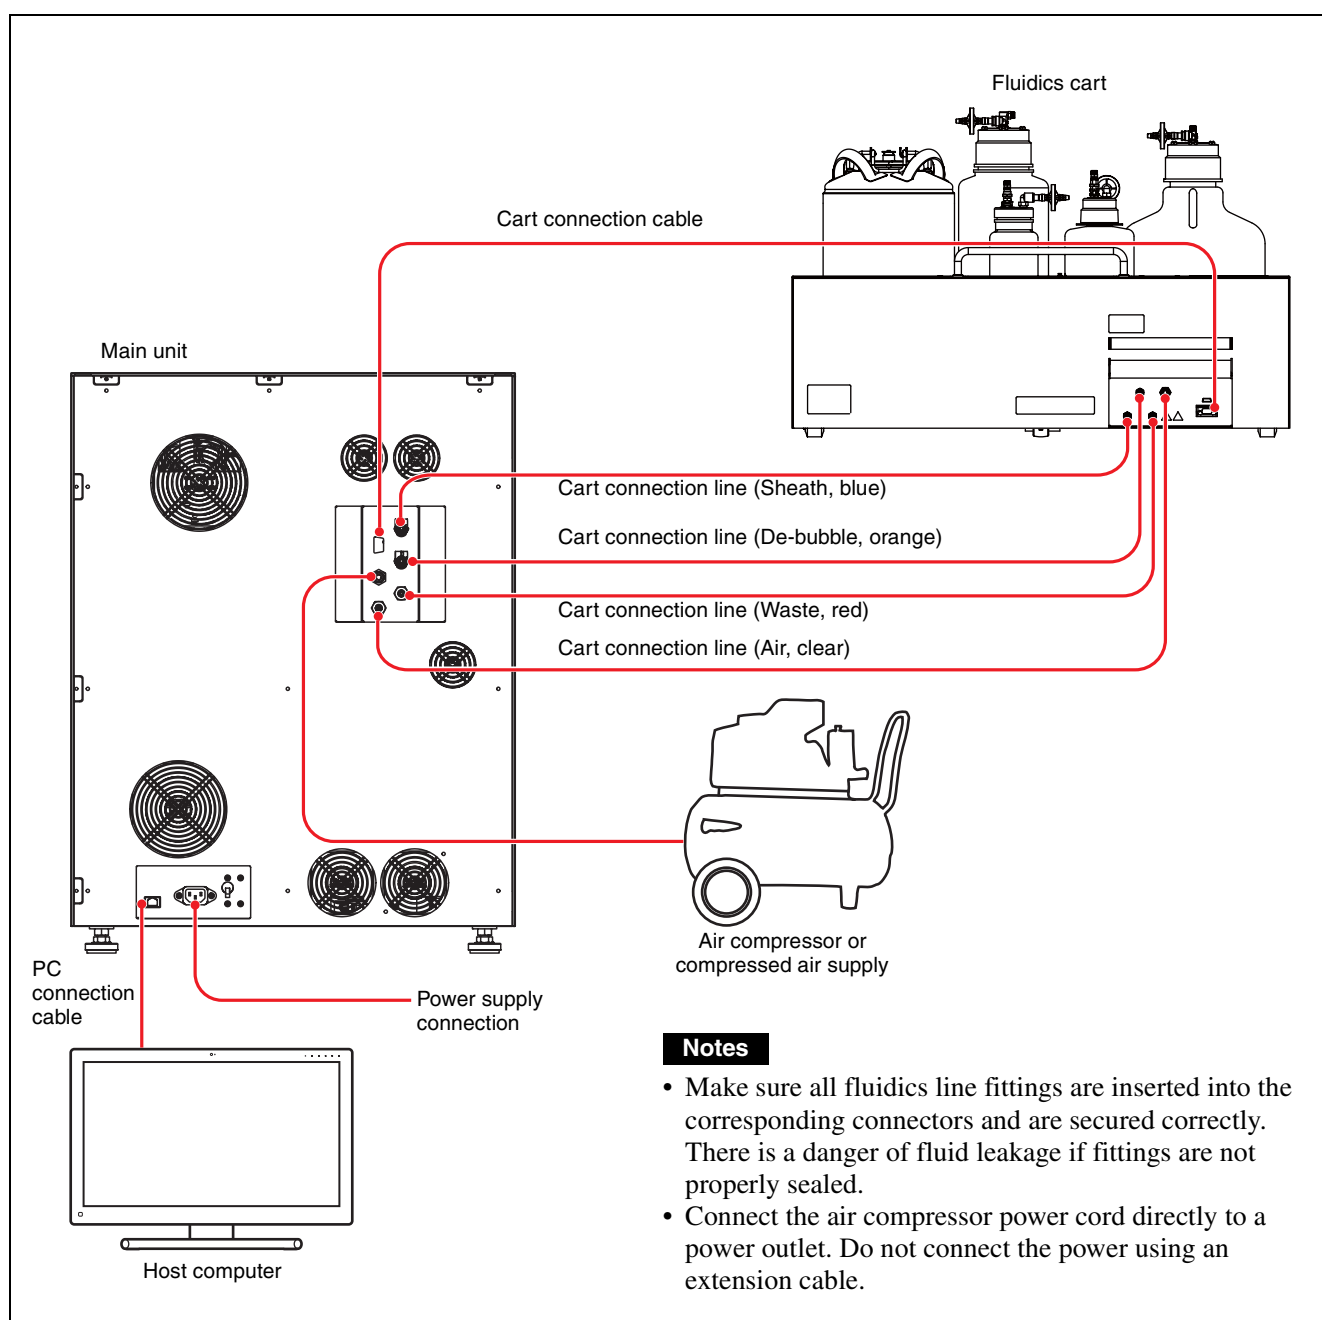 Fluidics cart
Cart connection cable
Main unit
Cart connection line (Sheath, blue)
Cart connection line (De-bubble, orange)
Cart connection line (Waste, red)
Cart connection line (Air, clear)
Air compressor or
compressed air supply
PC
connection
cable
Power supply
connection
Host computer
Notes
• Make sure all fluidics line fittings are inserted into the
corresponding connectors and are secured correctly.
There is a danger of fluid leakage if fittings are not
properly sealed.
• Connect the air compressor power cord directly to a
power outlet. Do not connect the power using an
extension cable.